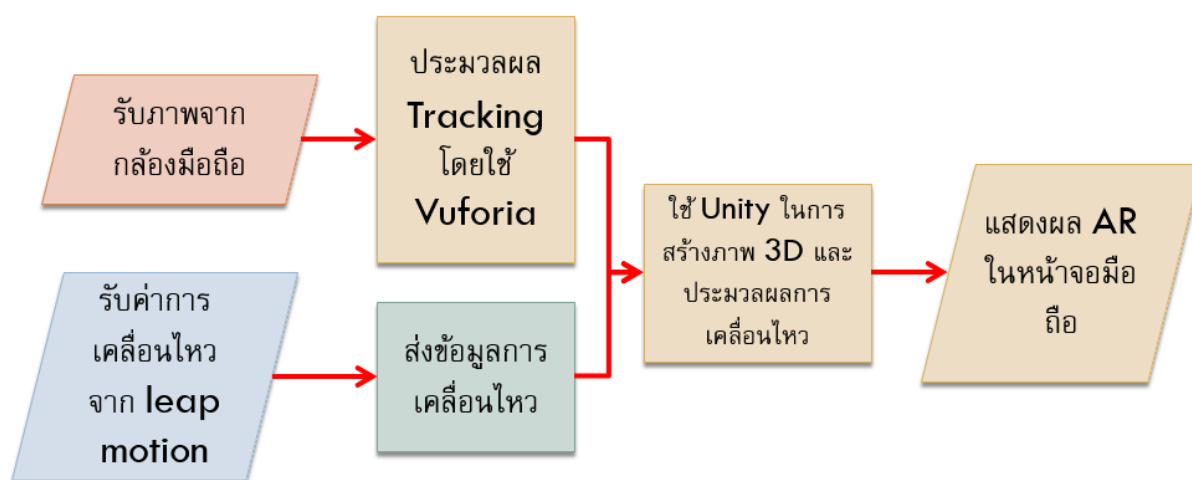 รับภาพจาก
กล้องมือถือ
ประมวลผล
Tracking
โดยใช้
Vuforia
รับค่าการ
เคลื่อนไหว
จาก leap
motion
ส่งข้อมูลการ
เคลื่อนไหว
ใช้ Unity ในการ
สร้างภาพ 3D และ
ประมวลผลการ
เคลื่อนไหว
แสดงผล AR
ในหน้าจอมือ
ถือ